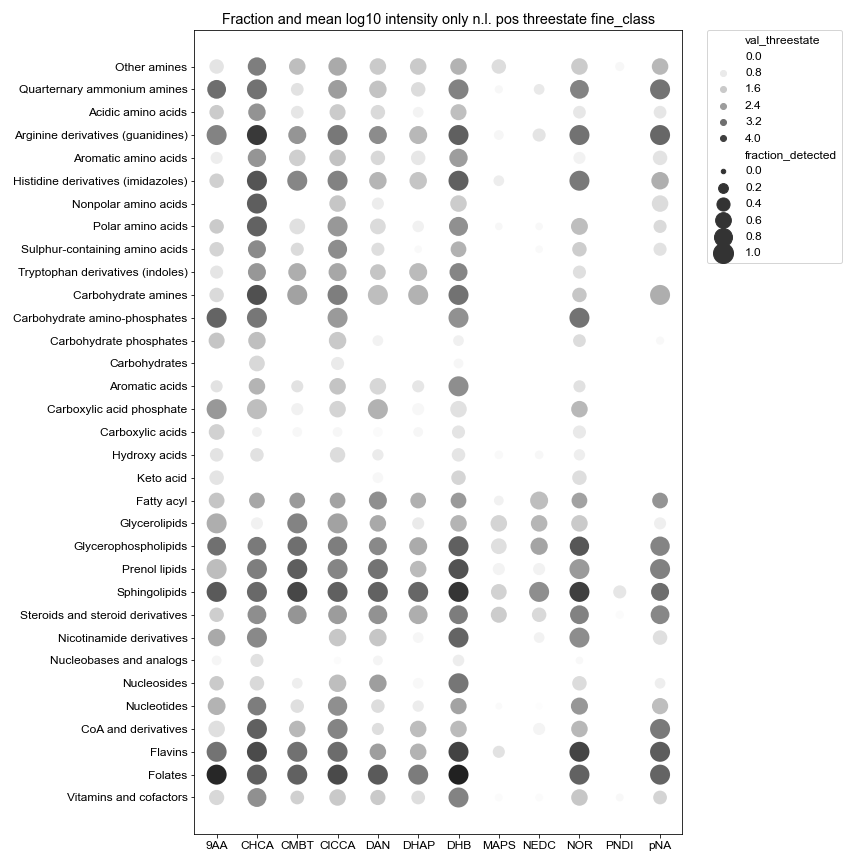 Fraction and mean log10 intensity only n.l. pos threestate fine_class
Other amines
Quarternary ammonium amines
Acidic amino acids
Arginine derivatives (guanidines)
Aromatic amino acids
Histidine derivatives (imidazoles)
Nonpolar amino acids
Polar amino acids
Sulphur-containing amino acids
Tryptophan derivatives (indoles)
Carbohydrate amines
Carbohydrate amino-phosphates
Carbohydrate phosphates
Carbohydrates
Aromatic acids
Carboxylic acid phosphate
Carboxylic acids
Hydroxy acids
Keto acid
Fatty acyl
Glycerolipids
Glycerophospholipids
Prenol lipids
Sphingolipids
Steroids and steroid derivatives
Nicotinamide derivatives
Nucleobases and analogs
Nucleosides
Nucleotides
CoA and derivatives
Flavins
Folates
Vitamins and cofactors
9AA CHCA CMBT ClCCA DAN DHAP DHB MAPS NEDC NOR PNDI pNA
val_threestate
0.0
0.8
1.6
2.4
3.2
4.0
fraction_detected
0.0
0.2
0.4
0.6
0.8
1.0